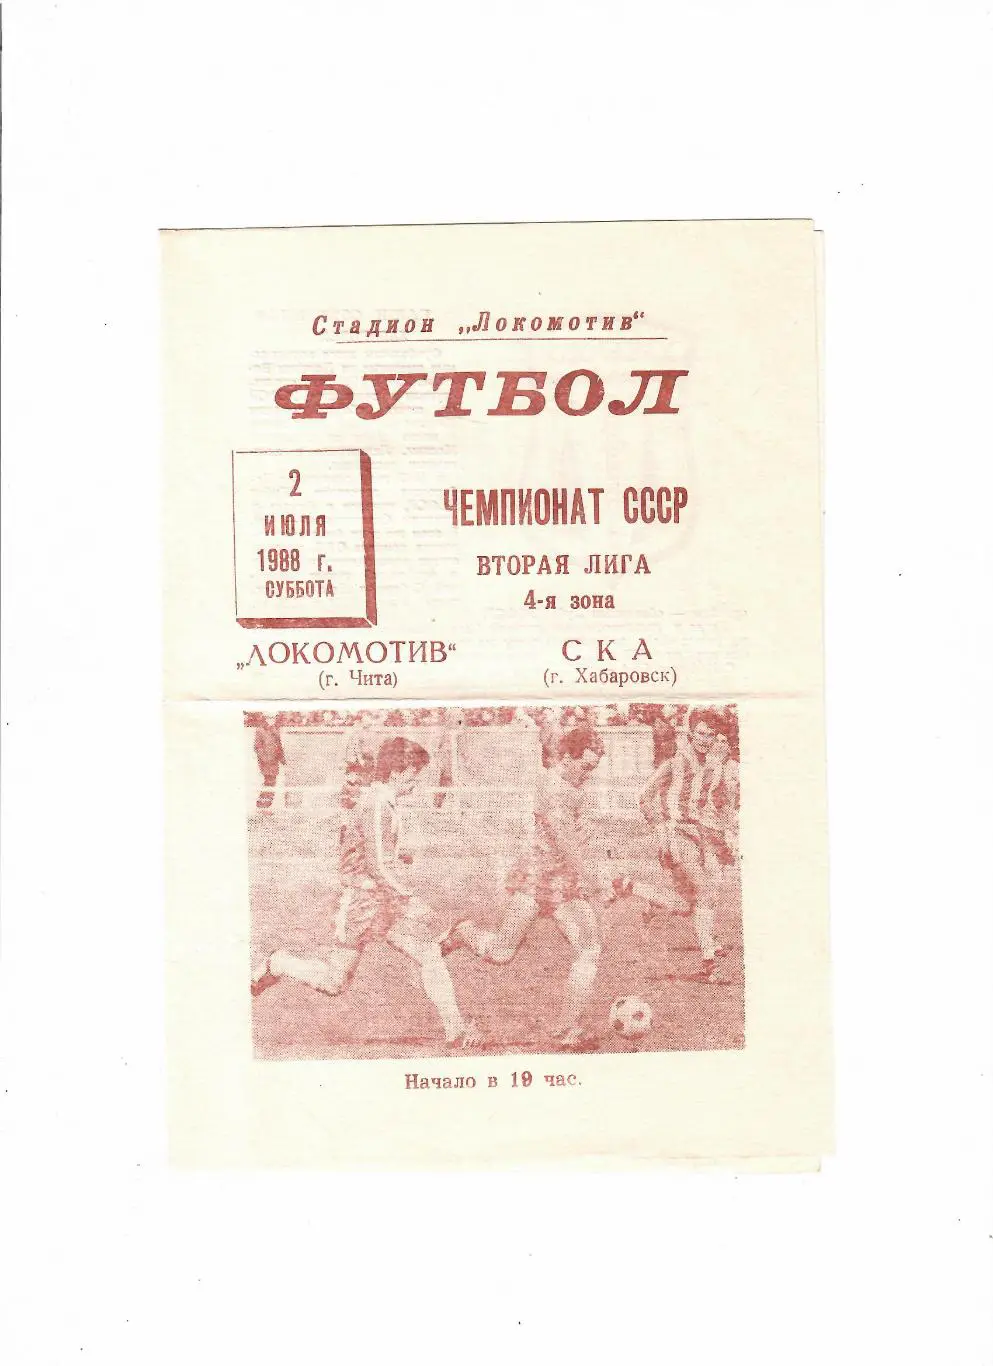 Стадион „Локомотив“
ФУТБОЛ
2
ИЮЛЯ
1988 г.
СУББОТА
ЧЕМПИОНАТ СССР
ВТОРАЯ ЛИГА
4-я зона
„ЛОКОМОТИВ“
(г. Чита)
СКА
(г. Хабаровск)
Начало в 19 час.